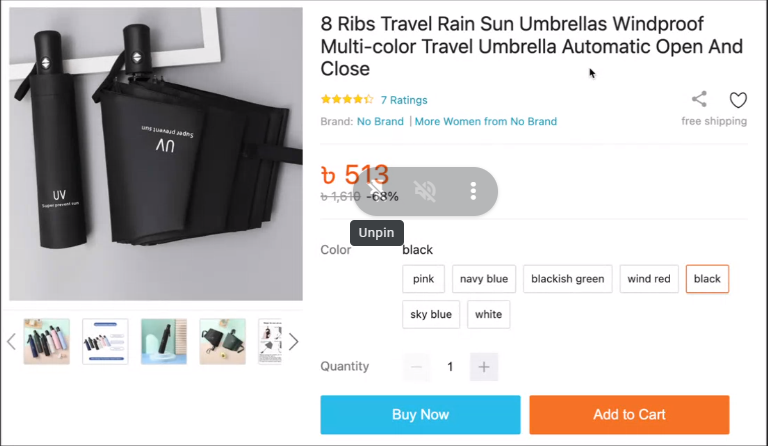 8 Ribs Travel Rain Sun Umbrellas Windproof
Multi-color Travel Umbrella Automatic Open And
Close
7 Ratings
Brand: No Brand | More Women from No Brand
free shipping
৳ 513
৳ 1,610 -68%
Unpin
Color black
pink
navy blue
blackish green
wind red
black
sky blue
white
Quantity
1
Buy Now
Add to Cart
UV
Super prevent sun
UV
Super prevent sun